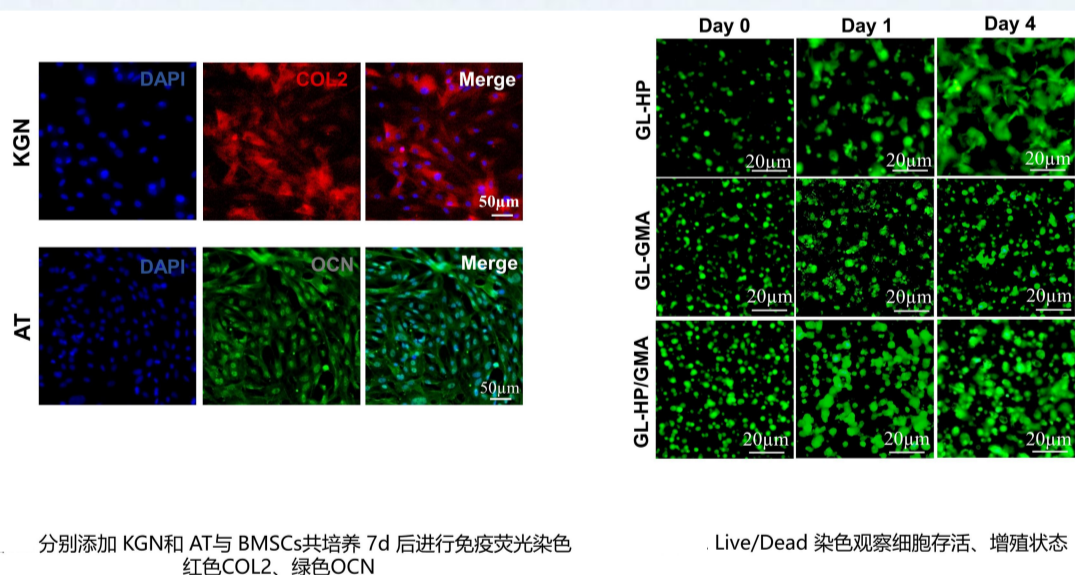 Day 0 Day 1 Day 4
KGN
DAPI COL2 Merge
50μm
AT
DAPI OCN Merge
50μm
GL-HP
20μm 20μm 20μm
GL-GMA
20μm 20μm 20μm
GL-HP/GMA
20μm 20μm 20μm
分别添加 KGN和 AT与 BMSCs共培养 7d 后进行免疫荧光染色
红色COL2、绿色OCN
Live/Dead 染色观察细胞存活、增殖状态